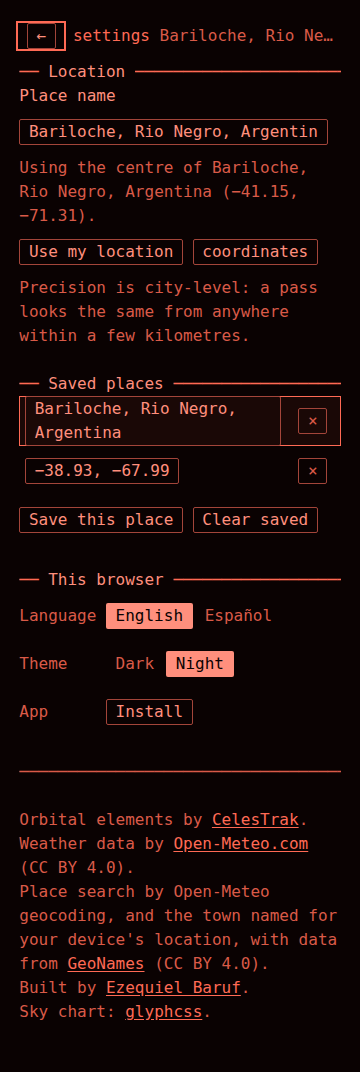 ← settings Bariloche, Rio Ne…
Location
Place name
Bariloche, Rio Negro, Argentin
Using the centre of Bariloche,
Rio Negro, Argentina (−41.15,
−71.31).
Use my location coordinates
Precision is city-level: a pass
looks the same from anywhere
within a few kilometres.
Saved places
Bariloche, Rio Negro,
Argentina ×
−38.93, −67.99 ×
Save this place Clear saved
This browser
Language English Español
Theme Dark Night
App Install
Orbital elements by CelesTrak.
Weather data by Open-Meteo.com
(CC BY 4.0).
Place search by Open-Meteo
geocoding, and the town named for
your device's location, with data
from GeoNames (CC BY 4.0).
Built by Ezequiel Baruf.
Sky chart: glyphcss.